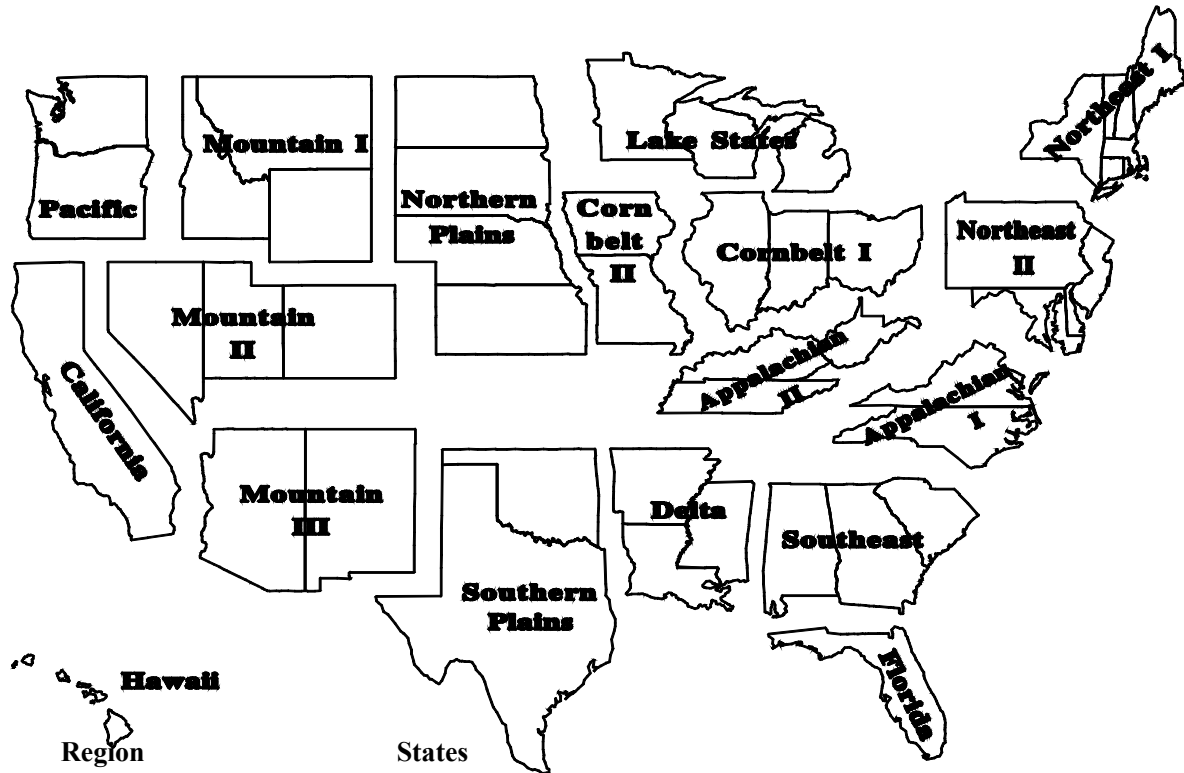 Northeast I
Mountain I
Lake States
Pacific
Northern
Plains
Corn
belt
II
Cornbelt I
Northeast
II
Mountain
II
California
Appalachian
II
Appalachian
I
Mountain
III
Delta
Southeast
Southern
Plains
Florida
Hawaii
Region States